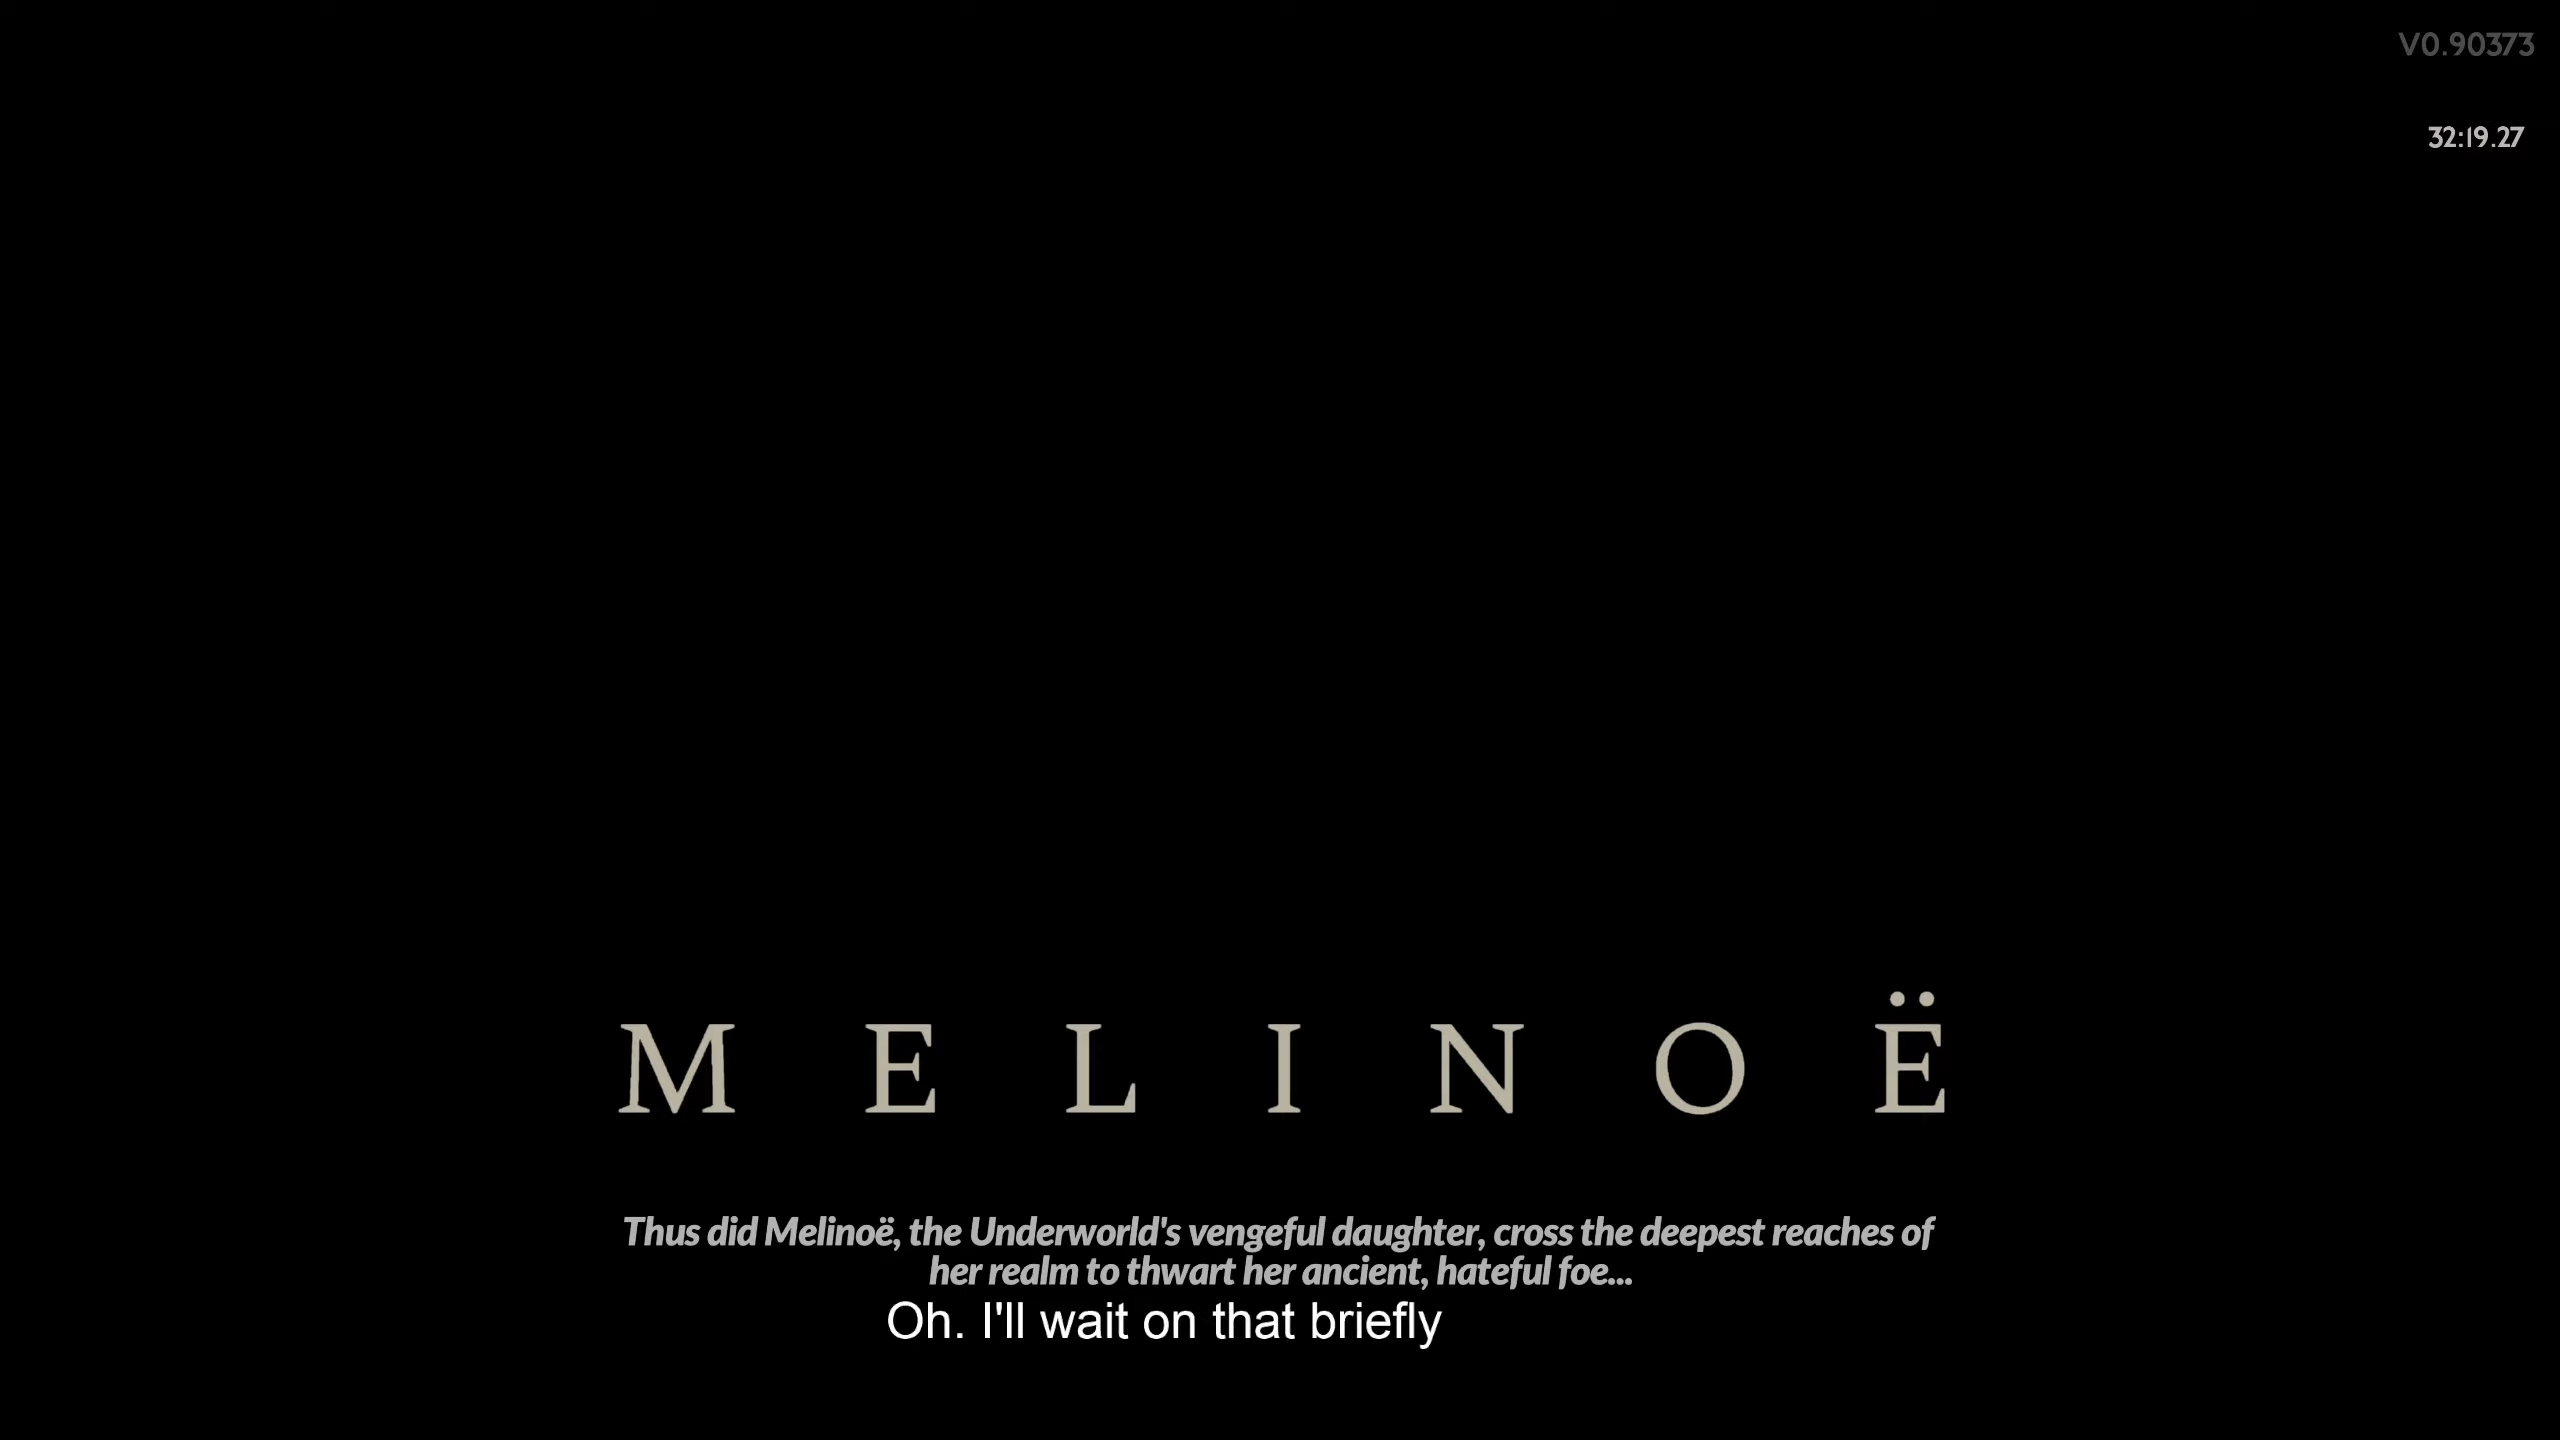 V0.90373
32:19.27
MELINOË
Thus did Melinoë, the Underworld's vengeful daughter, cross the deepest reaches of
her realm to thwart her ancient, hateful foe...
Oh. I'll wait on that briefly